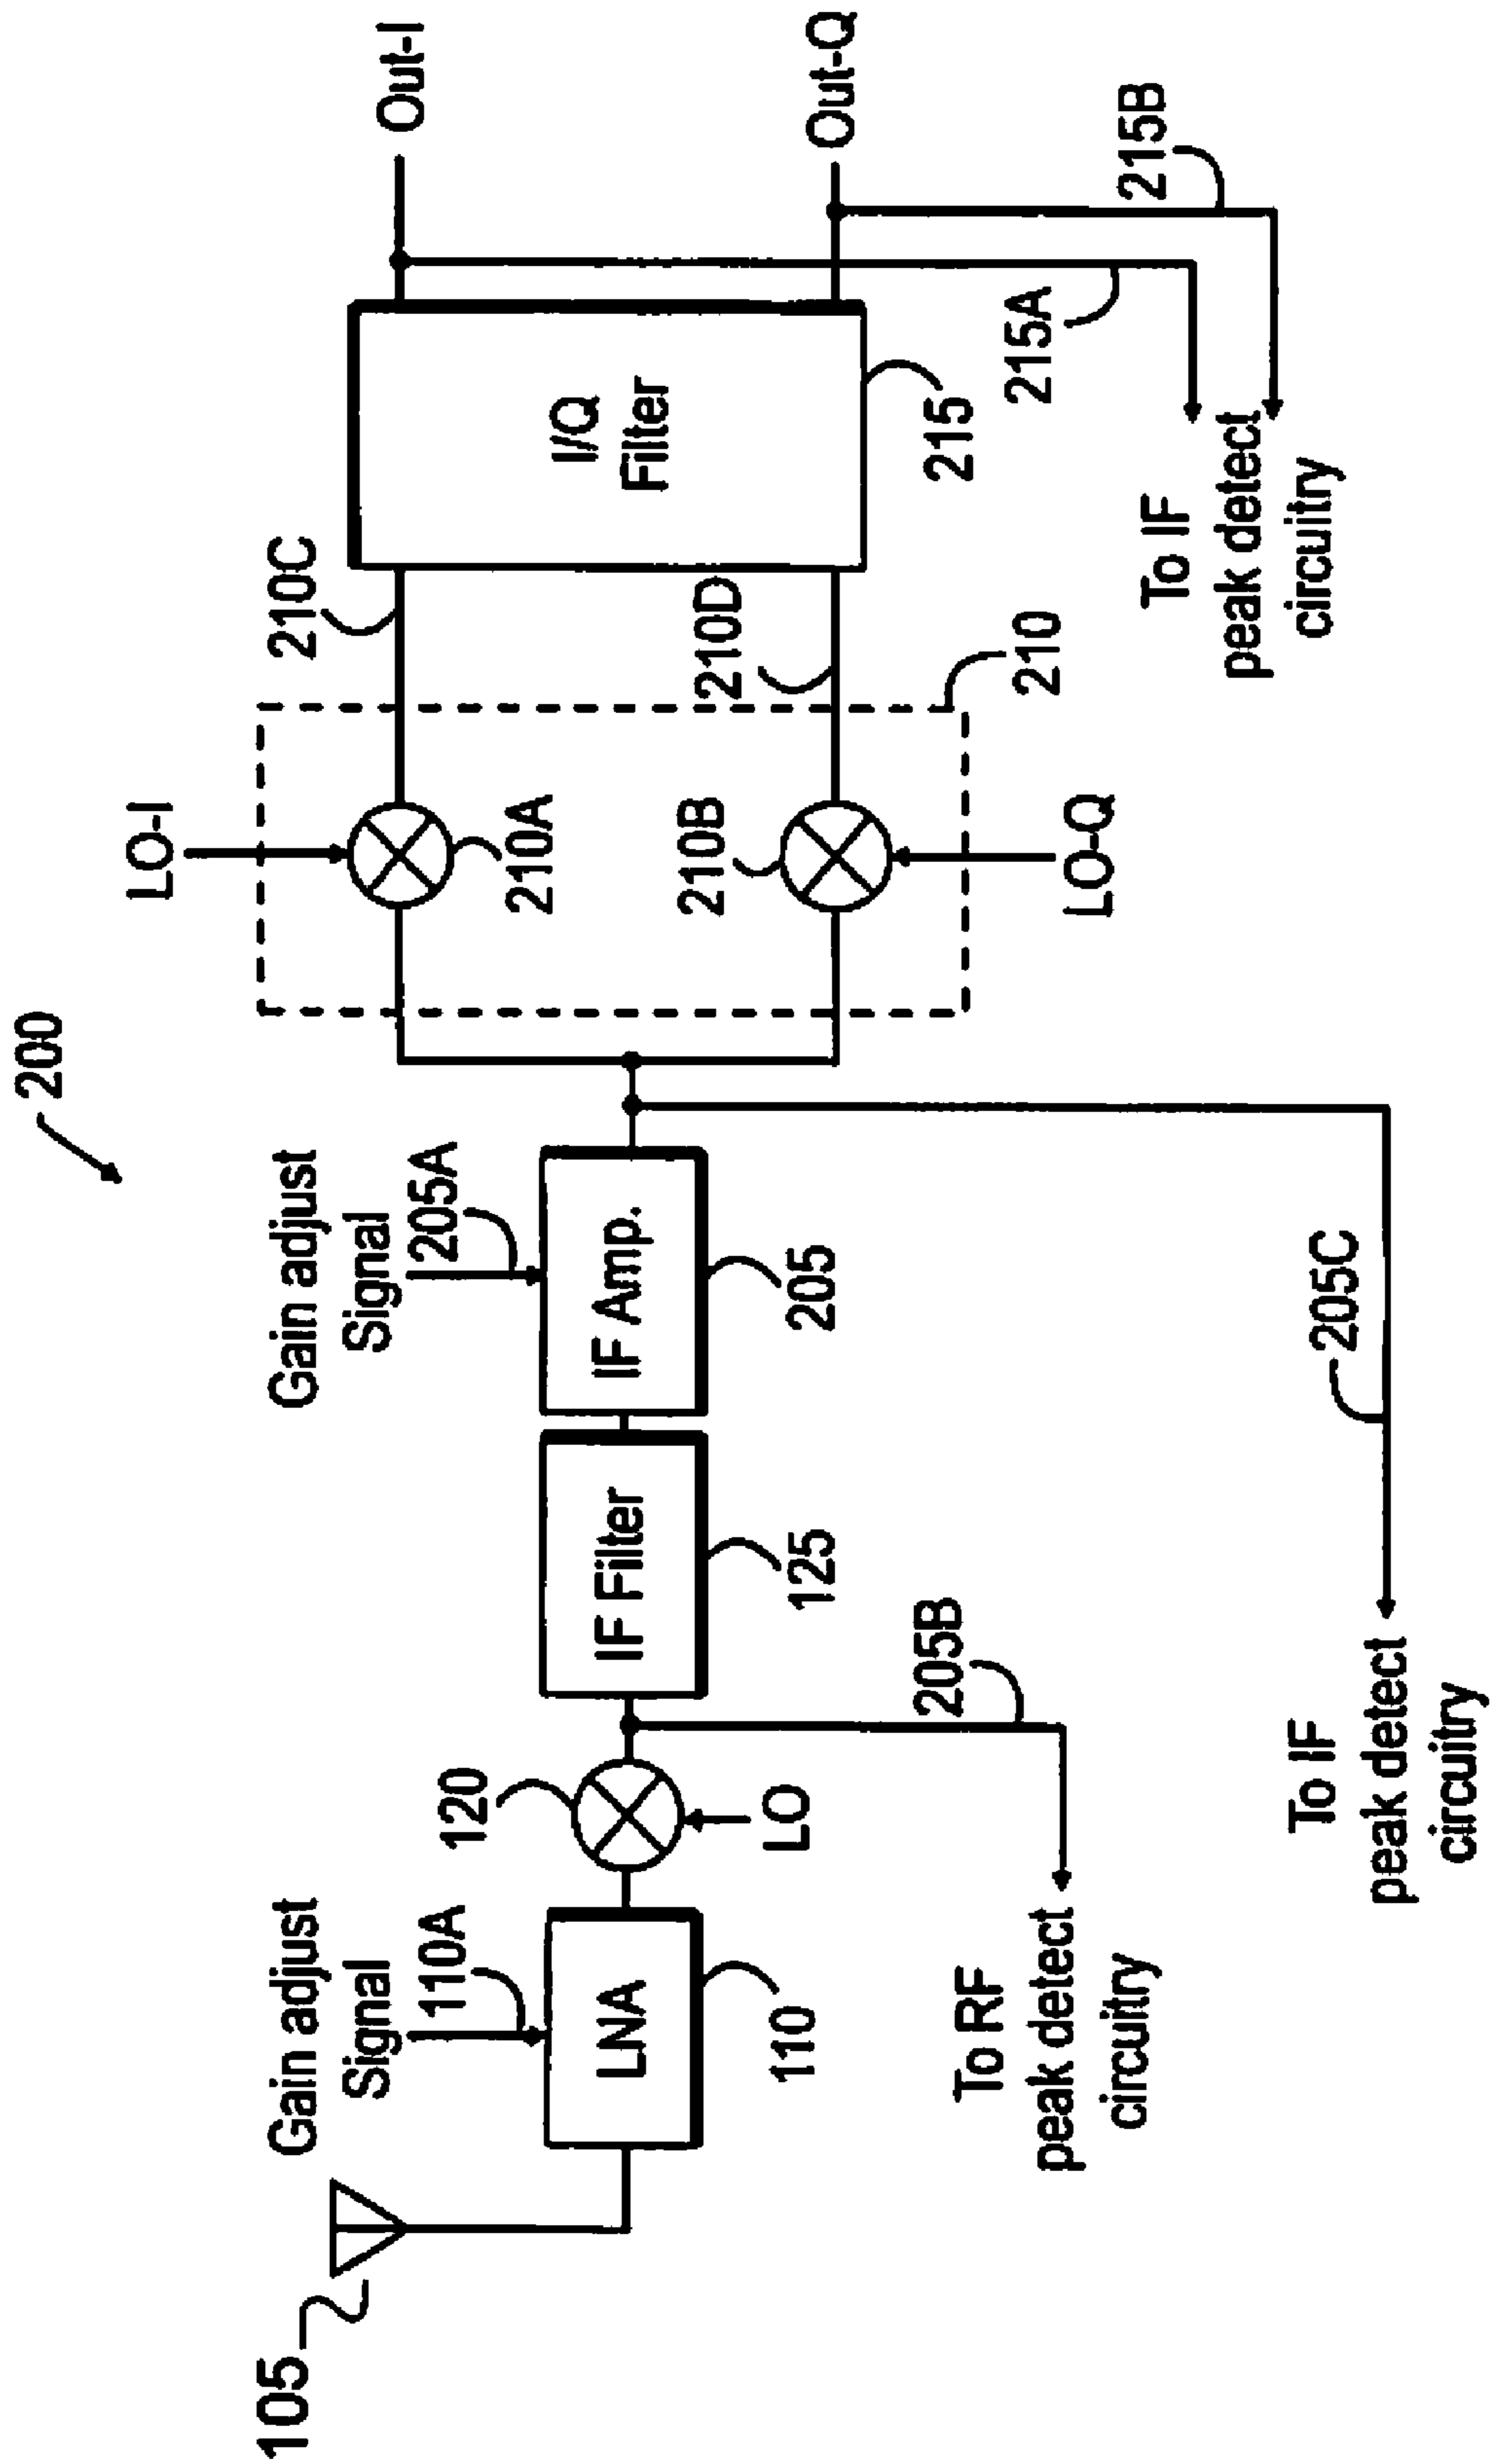 200
105
Gain adjust
Signal
110A
LNA
110
120
LO
205B
To RF
peak detect
circuitry
IF Filter
125
Gain adjust
Signal
205A
IF Amp.
205
205C
To IF
peak detect
circuitry
LO-I
210A
210B
LO-Q
210
210C
210D
I/Q
Filter
215
Out-I
Out-Q
215A
215B
To IF
peak detect
circuitry